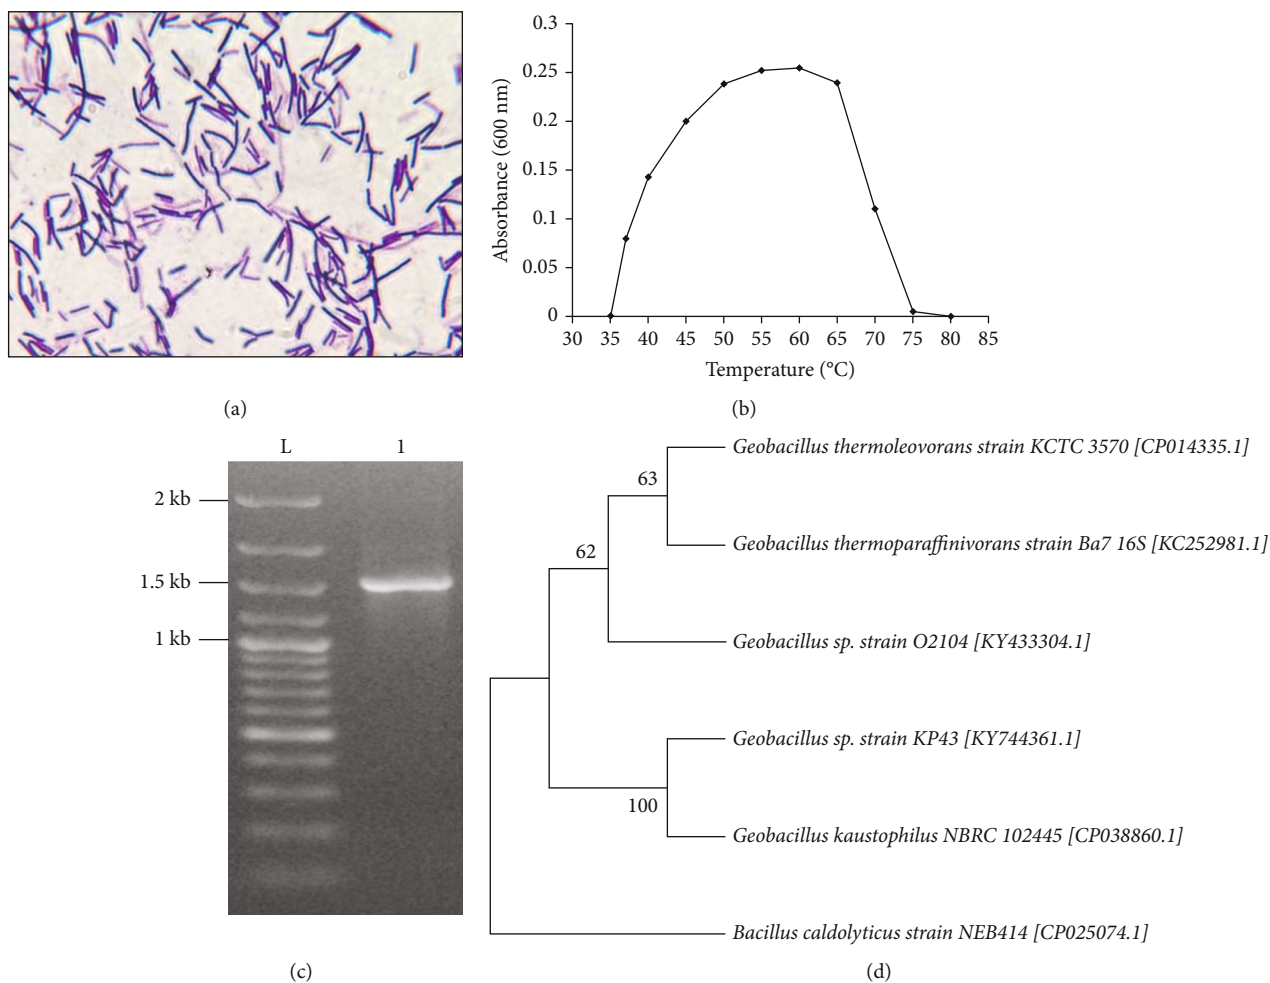 0.3
0.25
0.2
0.15
0.1
0.05
0
Absorbance (600 nm)
30 35 40 45 50 55 60 65 70 75 80 85
Temperature (°C)
(a)
(b)
L 1
2 kb
1.5 kb
1 kb
(c)
Geobacillus thermoleovorans strain KCTC 3570 [CP014335.1]
63
Geobacillus thermoparaffinivorans strain Ba7 16S [KC252981.1]
62
Geobacillus sp. strain O2104 [KY433304.1]
Geobacillus sp. strain KP43 [KY744361.1]
100
Geobacillus kaustophilus NBRC 102445 [CP038860.1]
Bacillus caldolyticus strain NEB414 [CP025074.1]
(d)